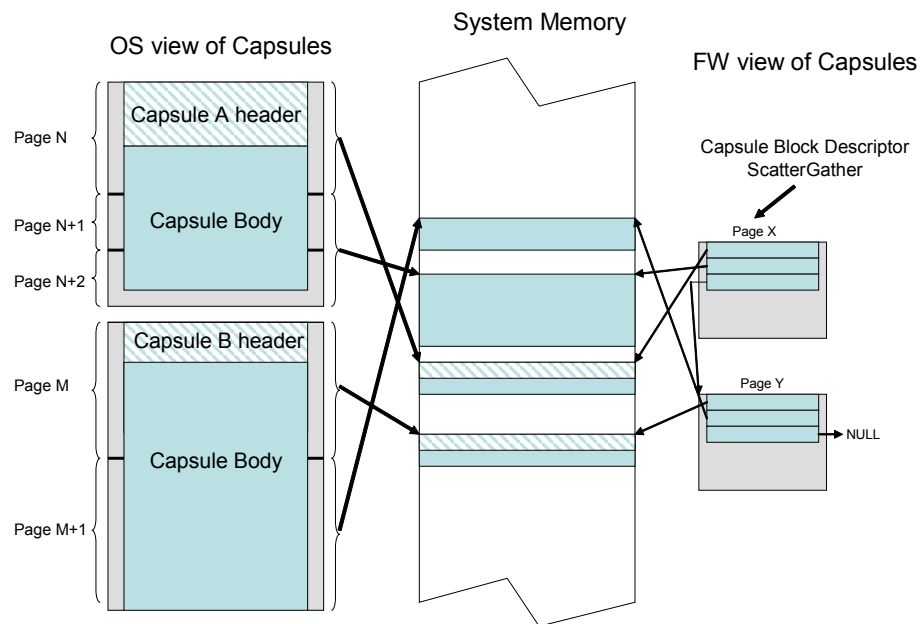 System Memory
OS view of Capsules
FW view of Capsules
Capsule A header
Page N
Capsule Body
Page N+1
Page N+2
Capsule B header
Page M
Capsule Body
Page M+1
Capsule Block Descriptor
ScatterGather
Page X
Page Y
NULL